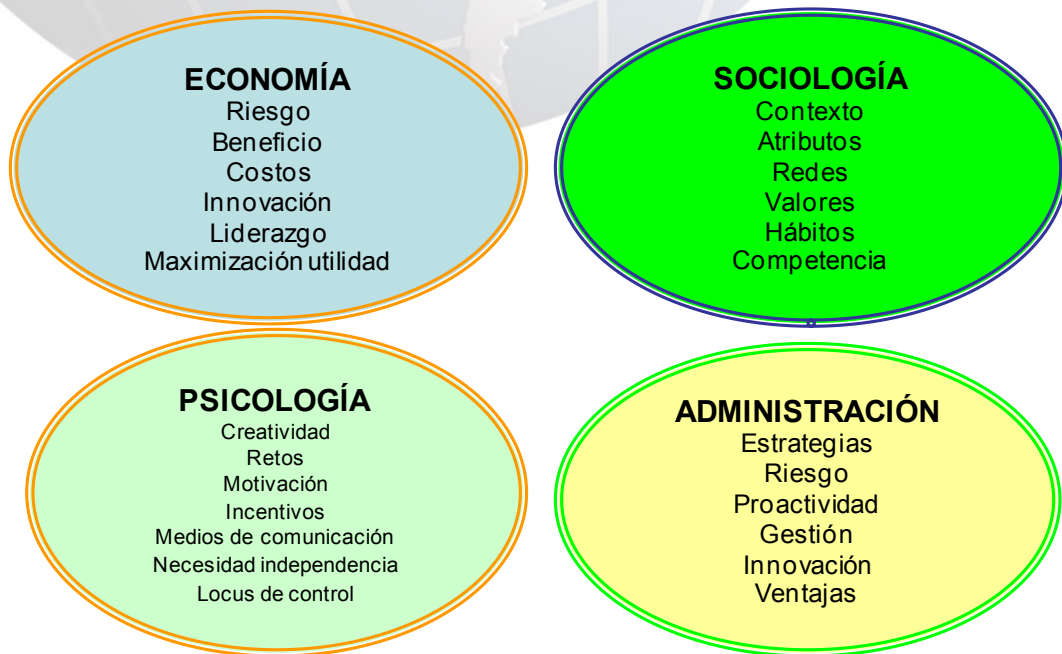 ECONOMÍA
Riesgo
Beneficio
Costos
Innovación
Liderazgo
Maximización utilidad
SOCIOLOGÍA
Contexto
Atributos
Redes
Valores
Hábitos
Competencia
PSICOLOGÍA
Creatividad
Retos
Motivación
Incentivos
Medios de comunicación
Necesidad independencia
Locus de control
ADMINISTRACIÓN
Estrategias
Riesgo
Proactividad
Gestión
Innovación
Ventajas